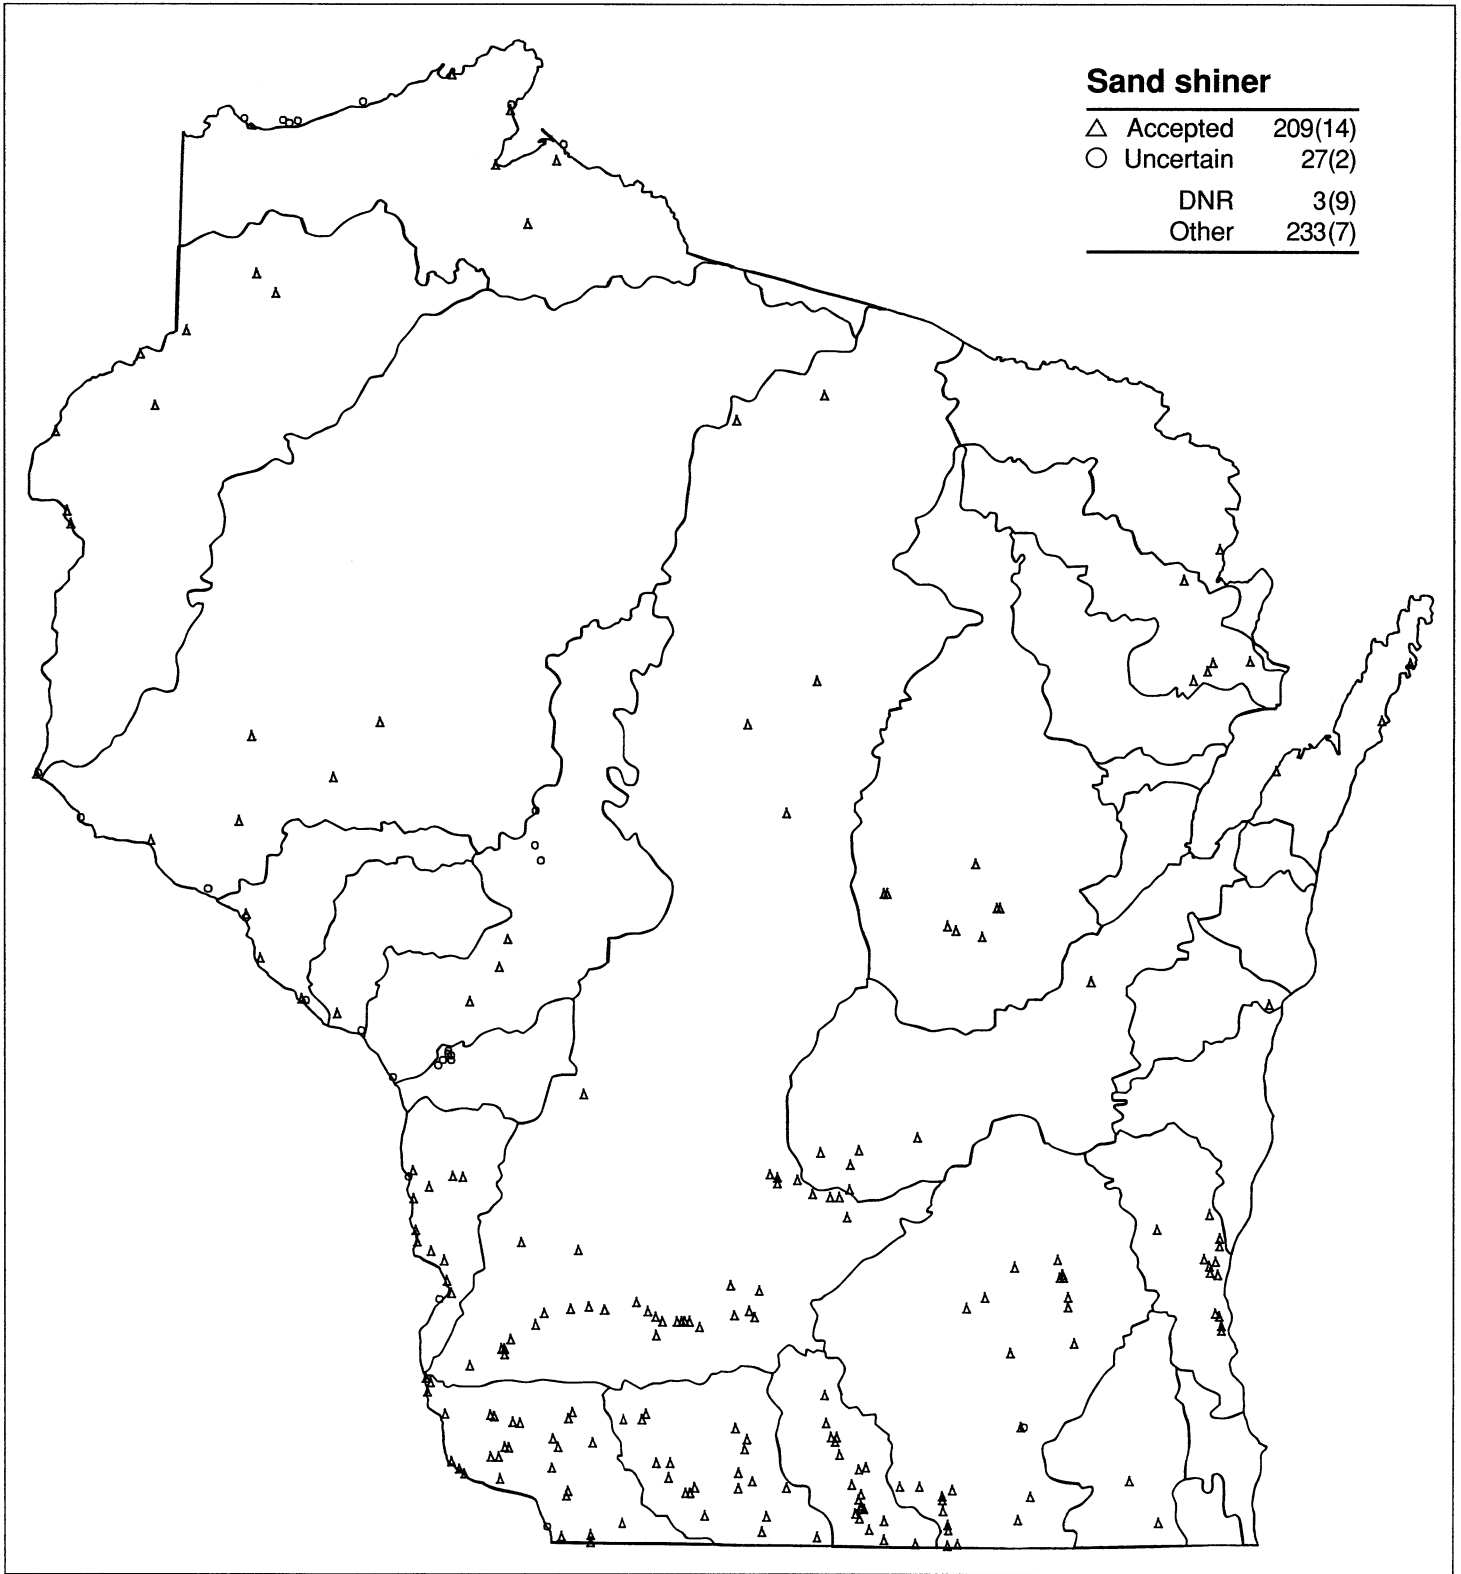 Sand shiner
Accepted 209(14)
Uncertain 27(2)
DNR 3(9)
Other 233(7)